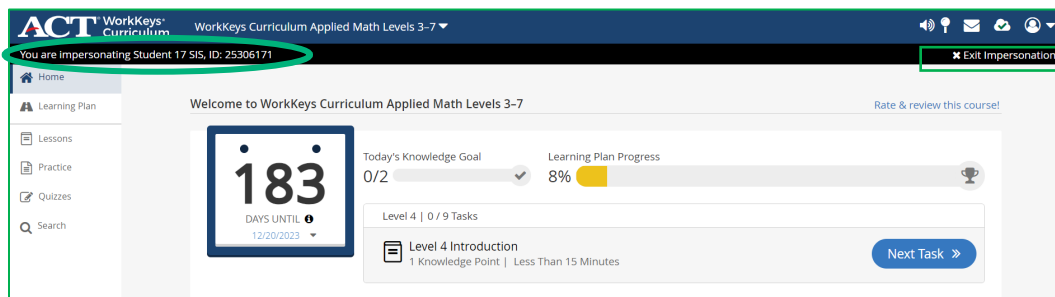 ACT® WorkKeys®
Curriculum
WorkKeys Curriculum Applied Math Levels 3–7
You are impersonating Student 17 SIS, ID: 25306171
Exit Impersonation
Home
Learning Plan
Lessons
Practice
Quizzes
Search
Welcome to WorkKeys Curriculum Applied Math Levels 3–7
Rate & review this course!
183
DAYS UNTIL
12/20/2023
Today's Knowledge Goal
0/2
Learning Plan Progress
8%
Level 4 | 0 / 9 Tasks
Level 4 Introduction
1 Knowledge Point | Less Than 15 Minutes
Next Task »